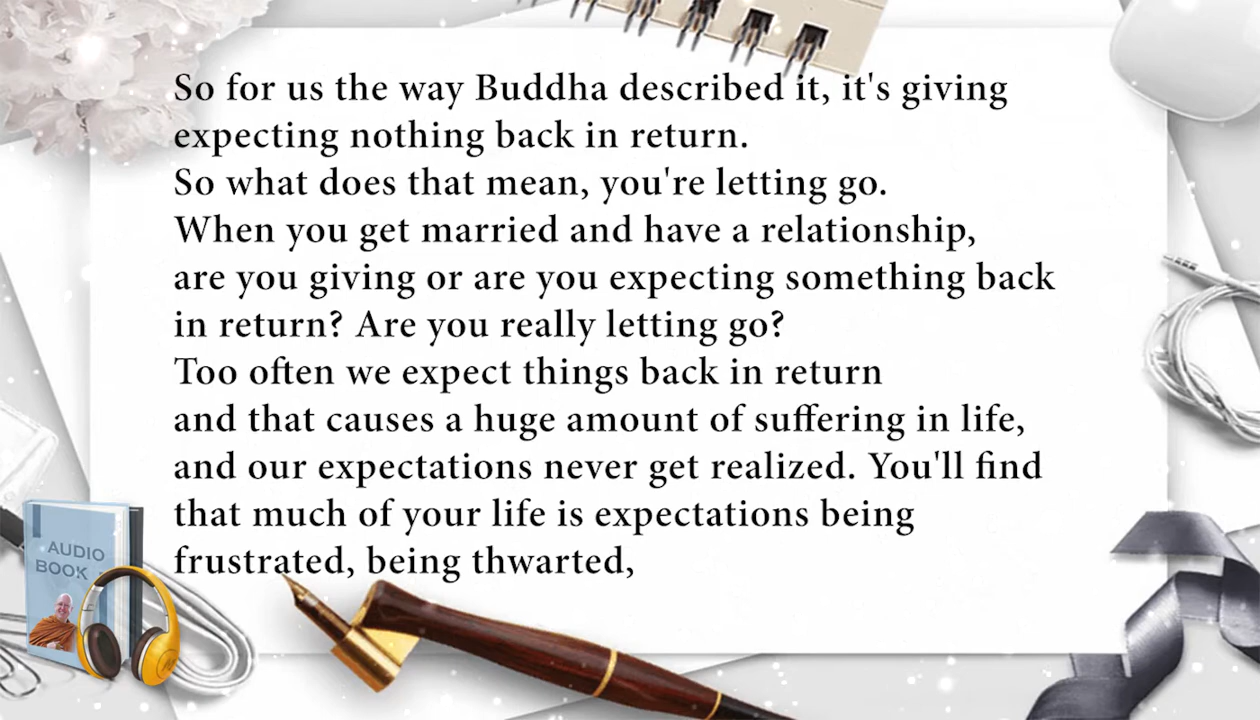 So for us the way Buddha described it, it's giving
expecting nothing back in return.
So what does that mean, you're letting go.
When you get married and have a relationship,
are you giving or are you expecting something back
in return? Are you really letting go?
Too often we expect things back in return
and that causes a huge amount of suffering in life,
and our expectations never get realized. You'll find
that much of your life is expectations being
frustrated, being thwarted,
AUDIO
BOOK